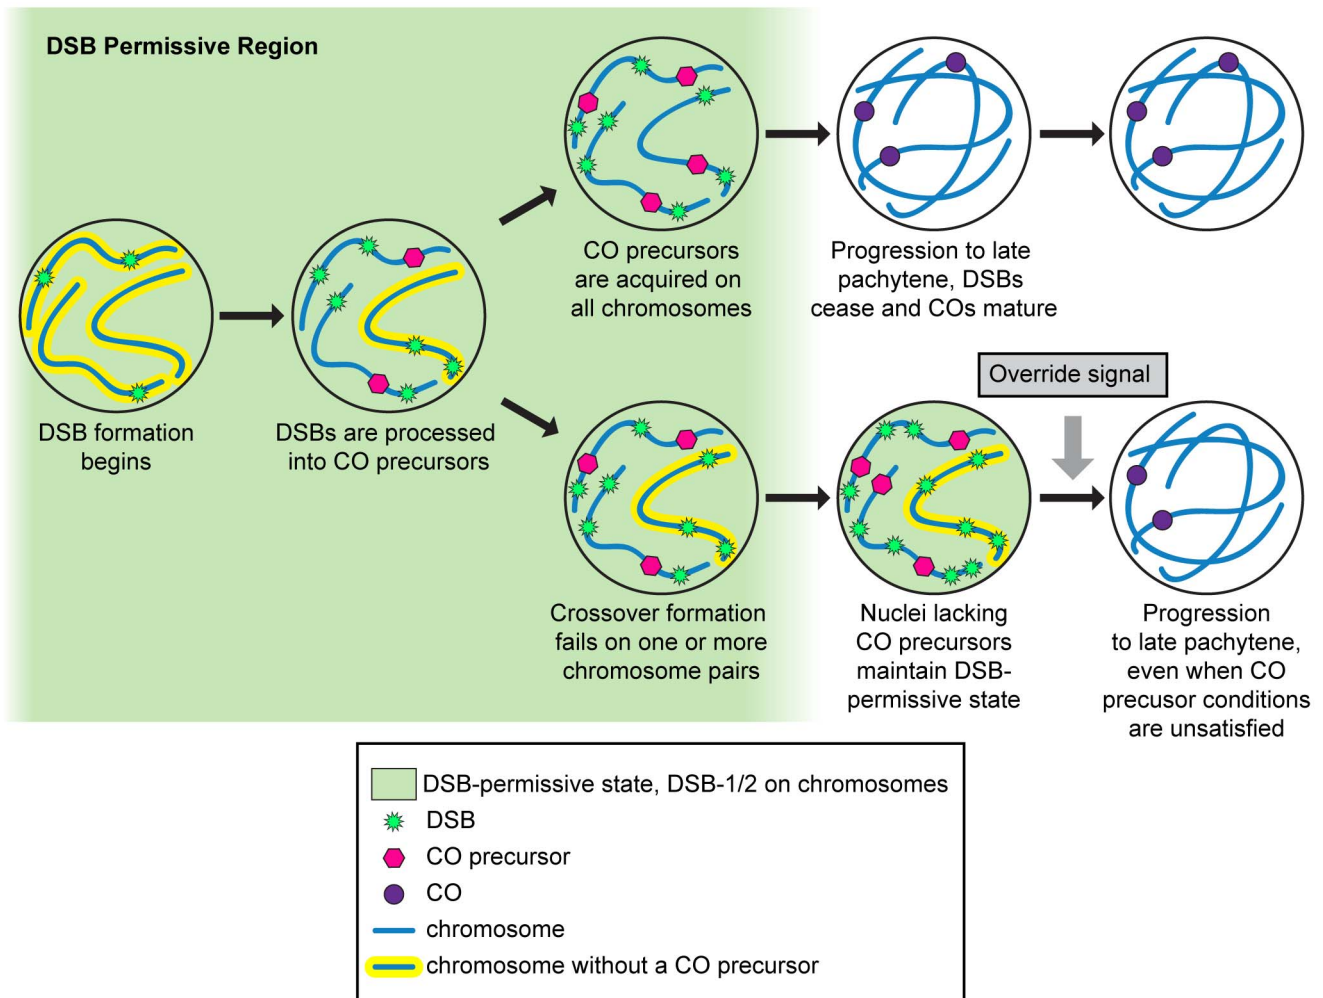 DSB Permissive Region
DSB formation
begins
DSBs are processed
into CO precursors
CO precursors
are acquired on
all chromosomes
Progression to late
pachytene, DSBs
cease and COs mature
Override signal
Crossover formation
fails on one or more
chromosome pairs
Nuclei lacking
CO precursors
maintain DSB-
permissive state
Progression
to late pachytene,
even when CO
precusor conditions
are unsatisfied
DSB-permissive state, DSB-1/2 on chromosomes
DSB
CO precursor
CO
chromosome
chromosome without a CO precursor